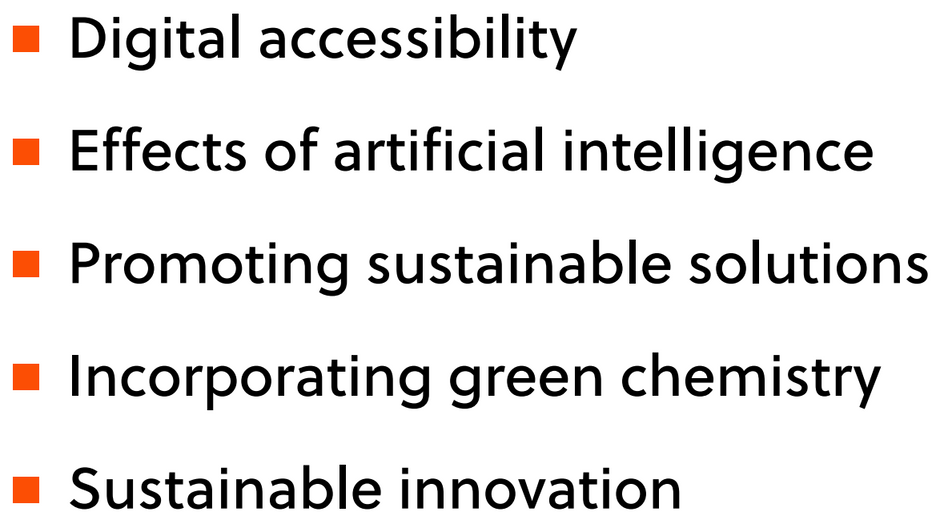 Digital accessibility
Effects of artificial intelligence
Promoting sustainable solutions
Incorporating green chemistry
Sustainable innovation